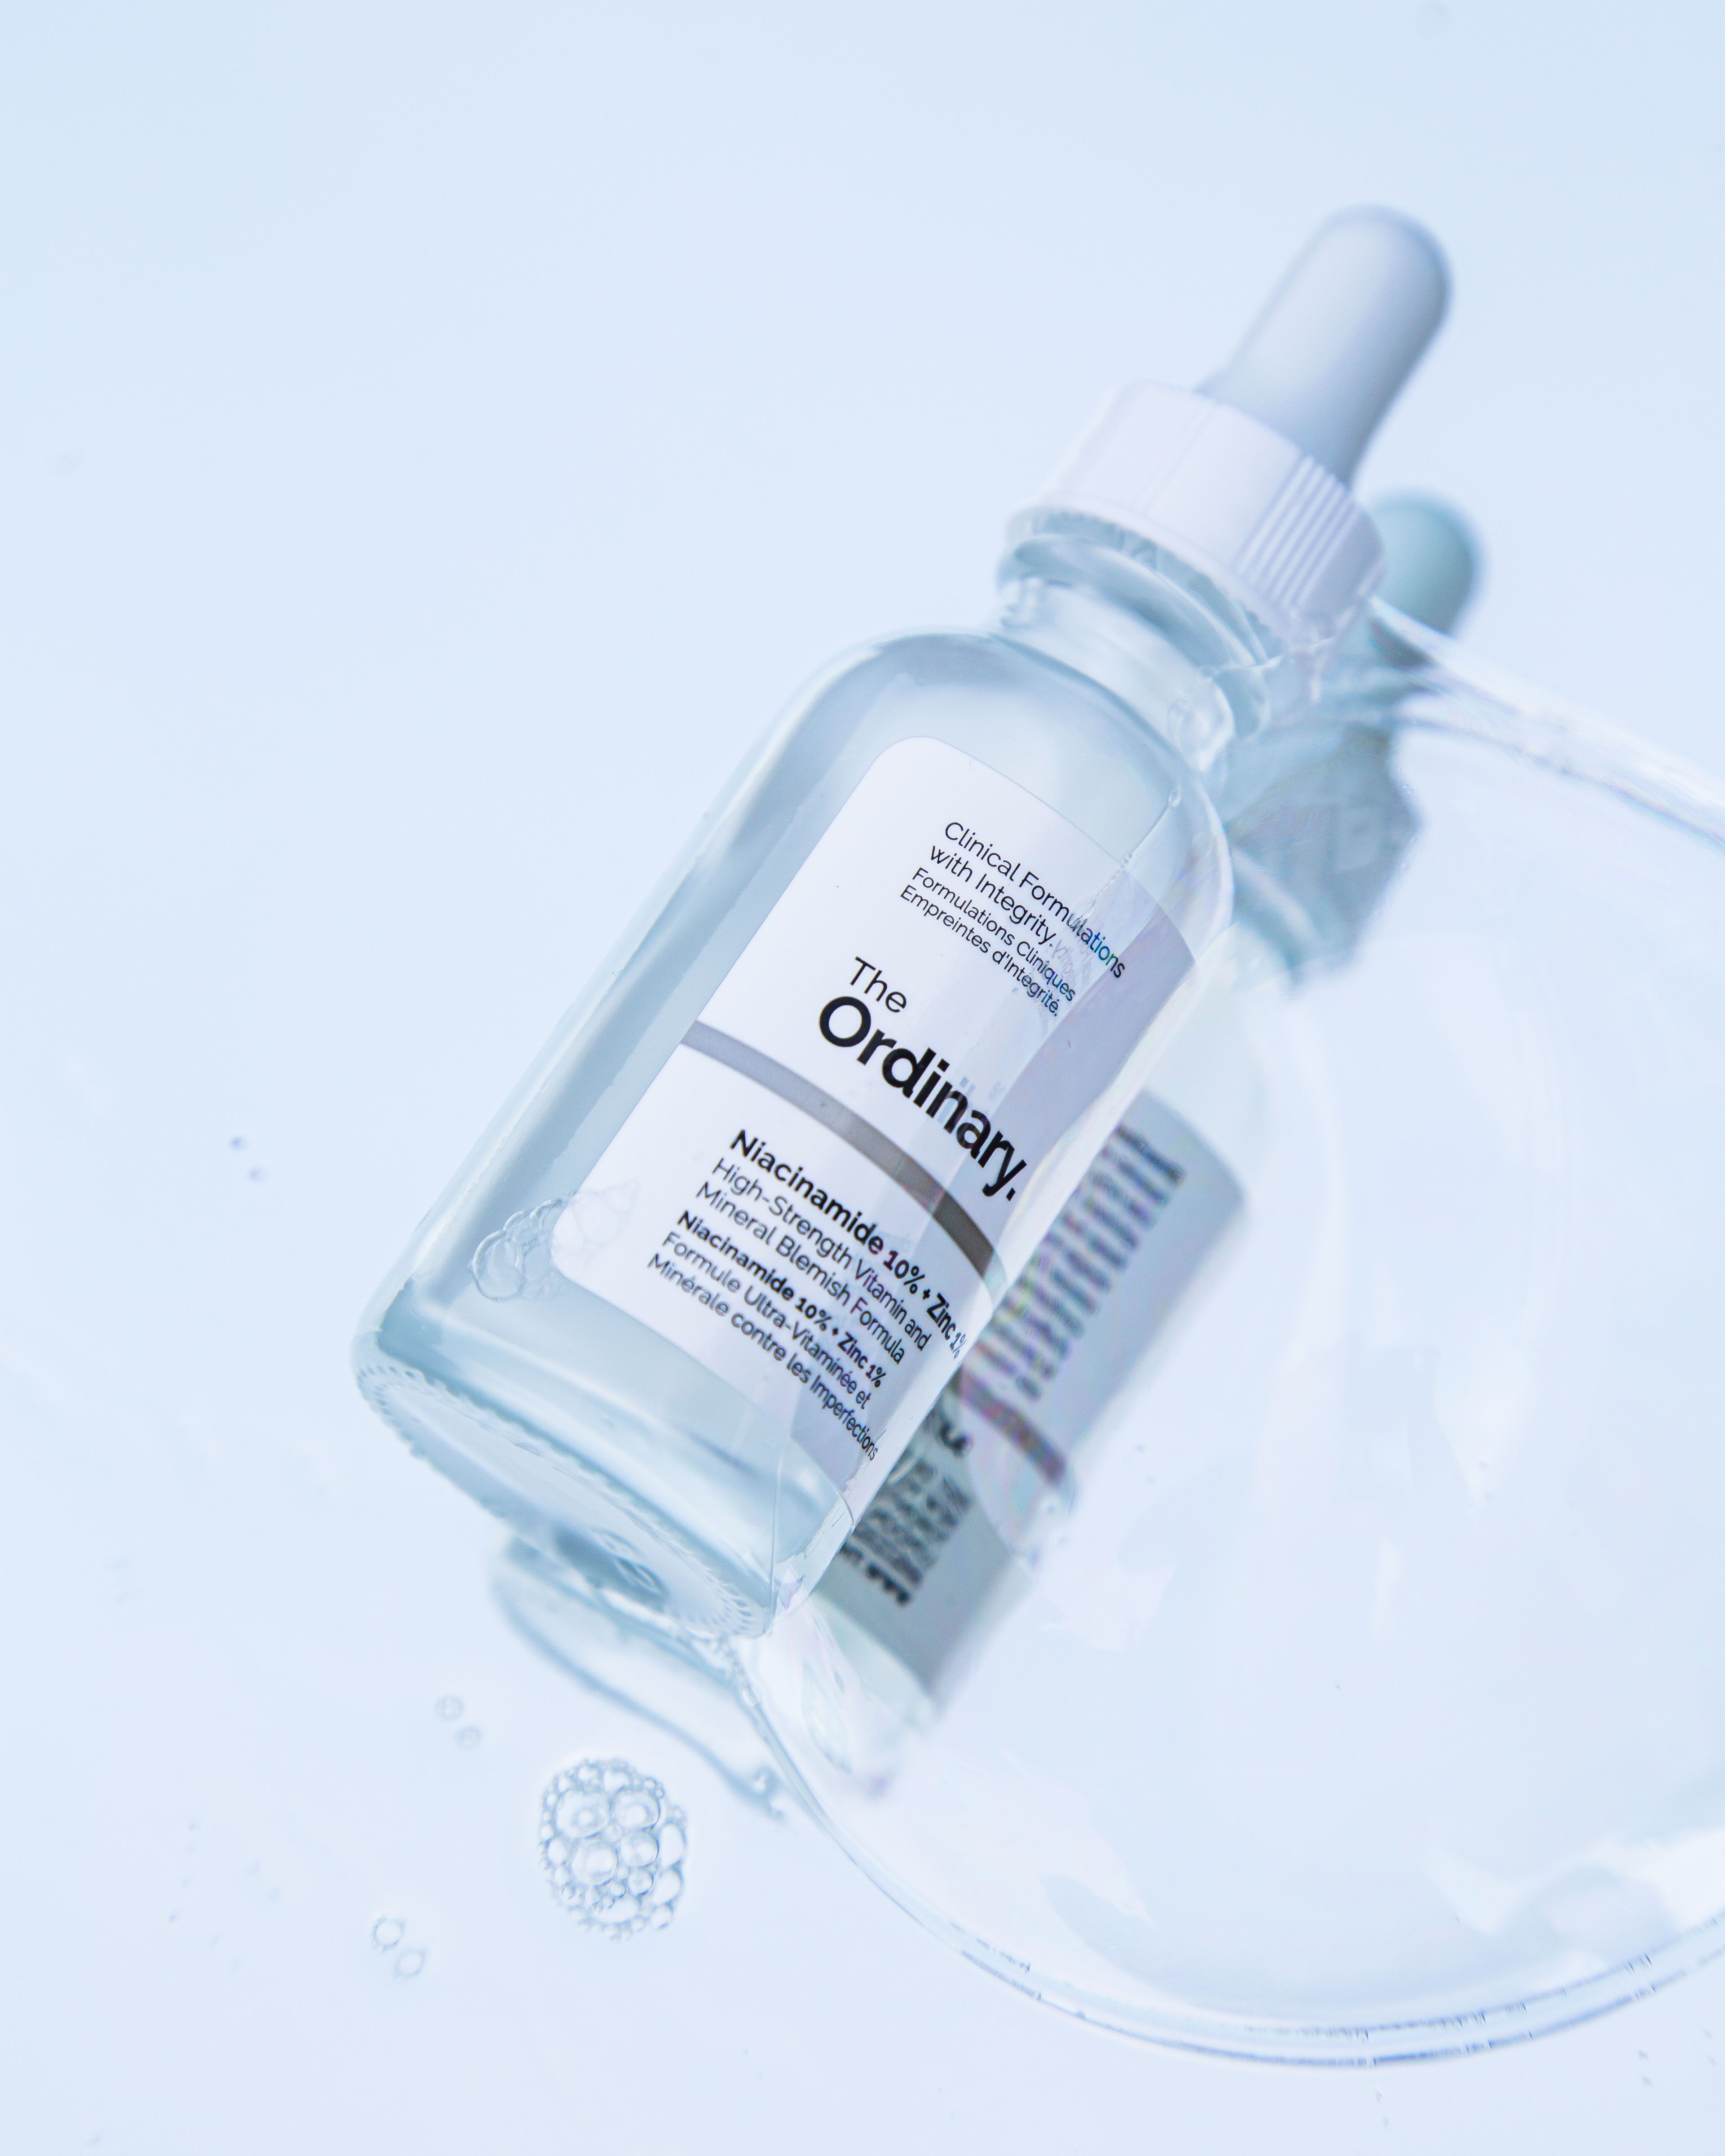 Clinical Formulations
with Integrity.
Formulations Cliniques
Empreintes d'Integrité.
The
Ordinary.
Niacinamide 10% + Zinc 1%
High-Strength Vitamin and
Mineral Blemish Formula
Niacinamide 10% + Zinc 1%
Formule Ultra-Vitaminée et
Minérale contre les Imperfections